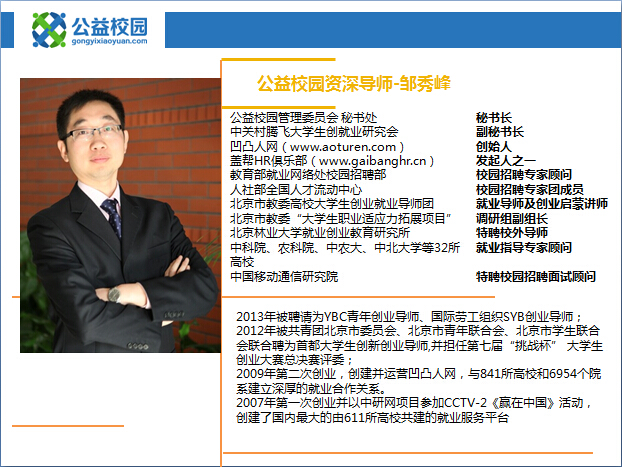 公益校园
gongyixiaoyuan.com
公益校园资深导师-邹秀峰
公益校园管理委员会 秘书处 秘书长
中关村腾飞大学生创就业研究会 副秘书长
凹凸人网（www.aoturen.com） 创始人
盖帮HR俱乐部（www.gaibanghr.cn） 发起人之一
教育部就业网络处校园招聘部 校园招聘专家顾问
人社部全国人才流动中心 校园招聘专家团成员
北京市教委高校大学生创业就业导师团 就业导师及创业启蒙讲师
北京市教委“大学生职业适应力拓展项目” 调研组副组长
北京林业大学就业创业教育研究所 特聘校外导师
中科院、农科院、中农大、中北大学等32所 就业指导专家顾问
高校
中国移动通信研究院 特聘校园招聘面试顾问
2013年被聘请为YBC青年创业导师、国际劳工组织SYB创业导师；
2012年被共青团北京市委员会、北京市青年联合会、北京市学生联合
会联合聘为首都大学生创新创业导师,并担任第七届“挑战杯” 大学生
创业大赛总决赛评委；
2009年第二次创业，创建并运营凹凸人网，与841所高校和6954个院
系建立深厚的就业合作关系。
2007年第一次创业并以中研网项目参加CCTV-2《赢在中国》活动，
创建了国内最大的由611所高校共建的就业服务平台